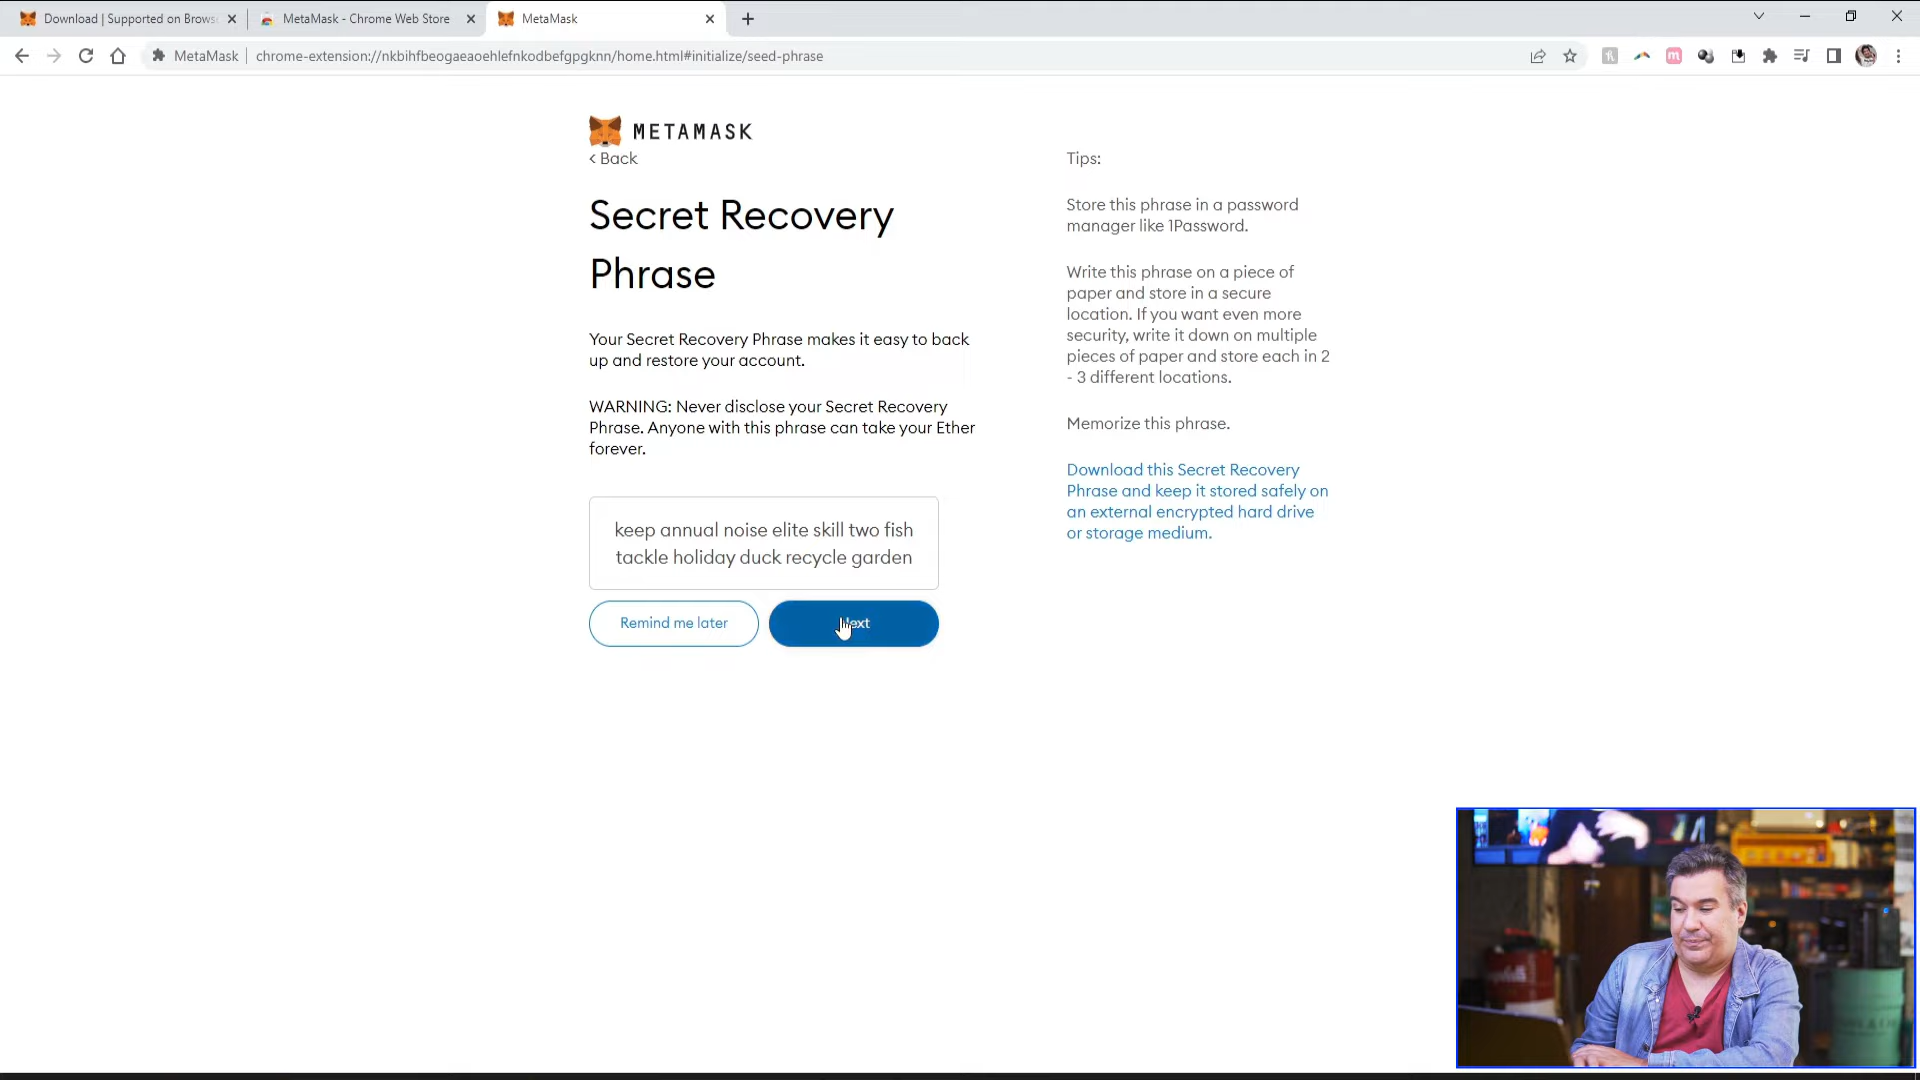 Download | Supported on Brows
MetaMask - Chrome Web Store
MetaMask
MetaMask
chrome-extension://nkbihfbeogaeaoehlefnkodbefgpgknn/home.html#initialize/seed-phrase
METAMASK
< Back
Secret Recovery
Phrase
Your Secret Recovery Phrase makes it easy to back
up and restore your account.
WARNING: Never disclose your Secret Recovery
Phrase. Anyone with this phrase can take your Ether
forever.
keep annual noise elite skill two fish
tackle holiday duck recycle garden
Remind me later
Next
Tips:
Store this phrase in a password
manager like 1Password.
Write this phrase on a piece of
paper and store in a secure
location. If you want even more
security, write it down on multiple
pieces of paper and store each in 2
- 3 different locations.
Memorize this phrase.
Download this Secret Recovery
Phrase and keep it stored safely on
an external encrypted hard drive
or storage medium.